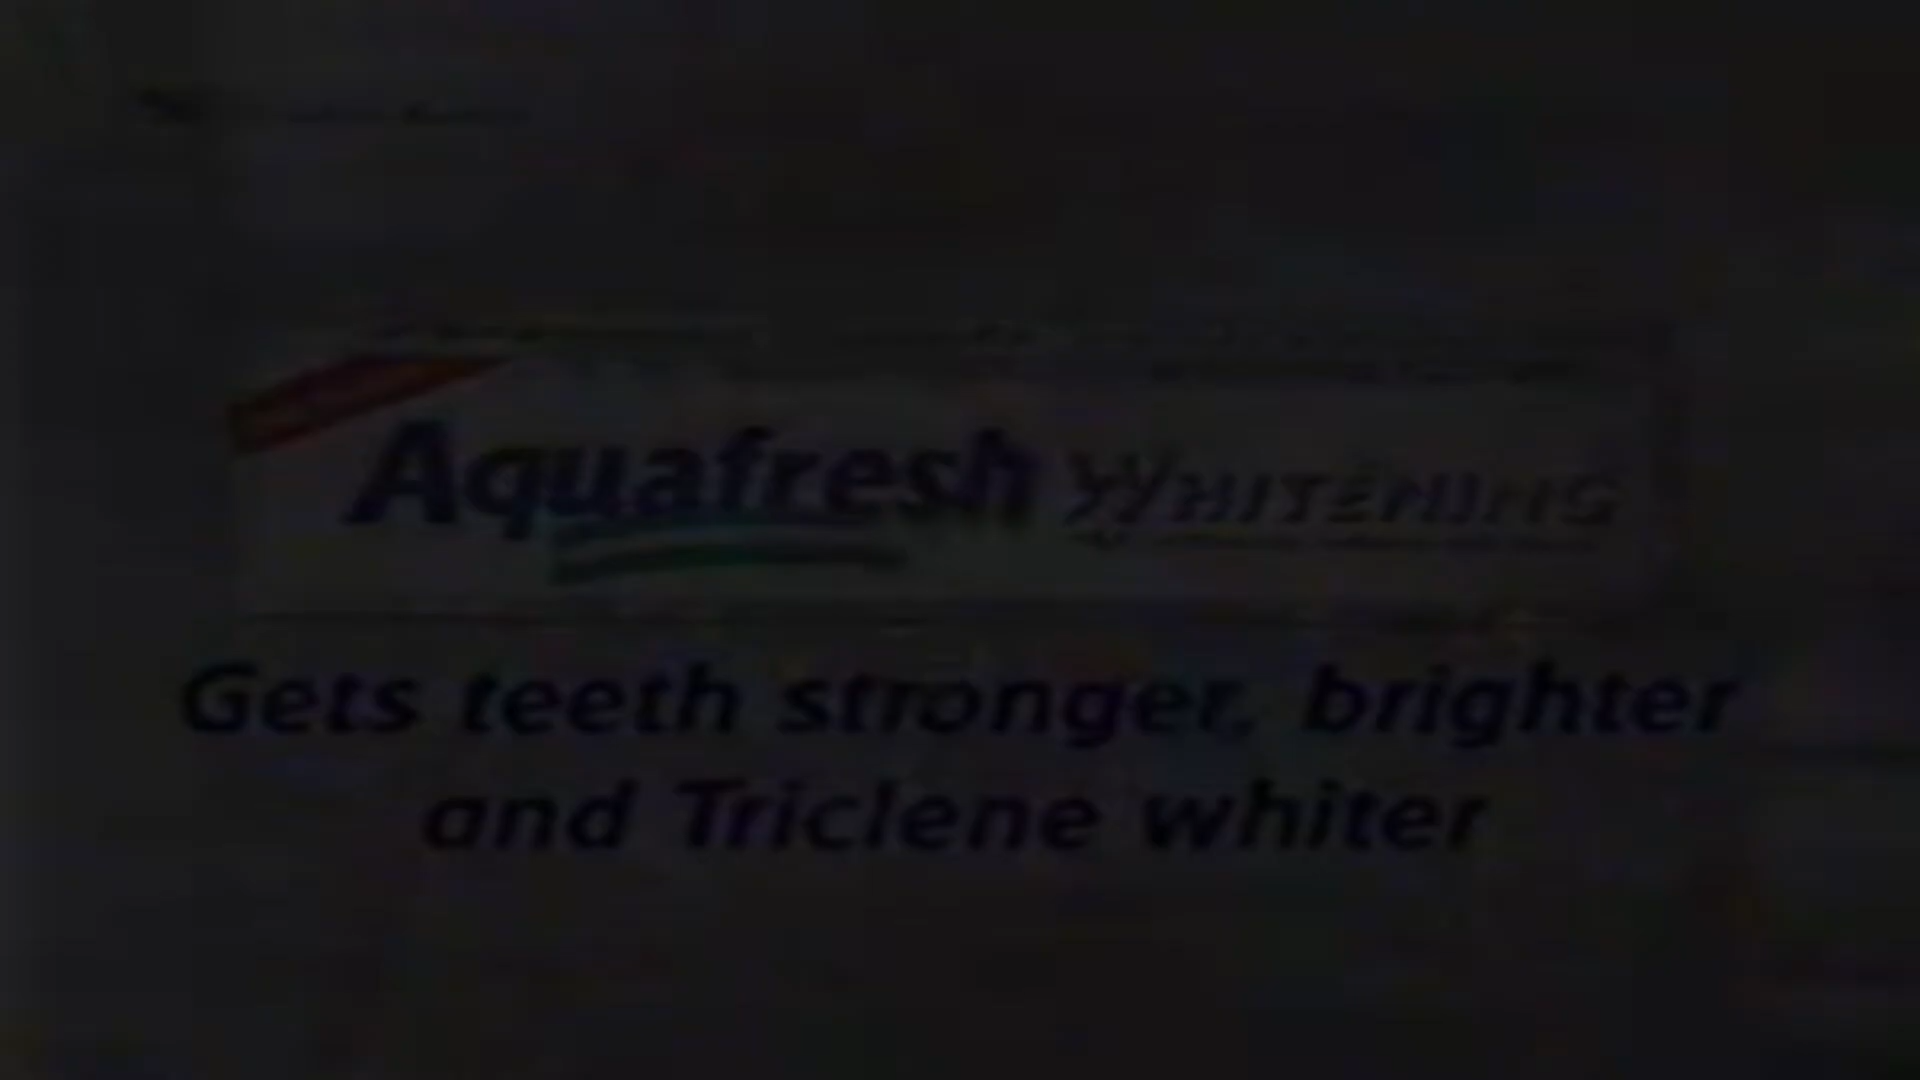 Aquafresh WHITENING
Gets teeth stronger, brighter
and Triclene whiter